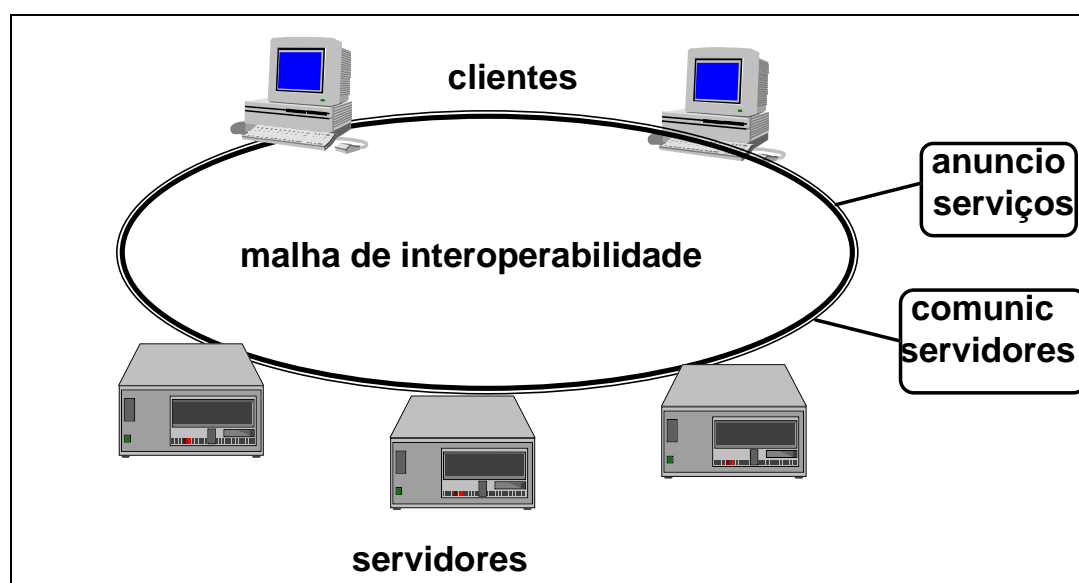 clientes
anuncio
serviços
malha de interoperabilidade
comunic
servidores
servidores